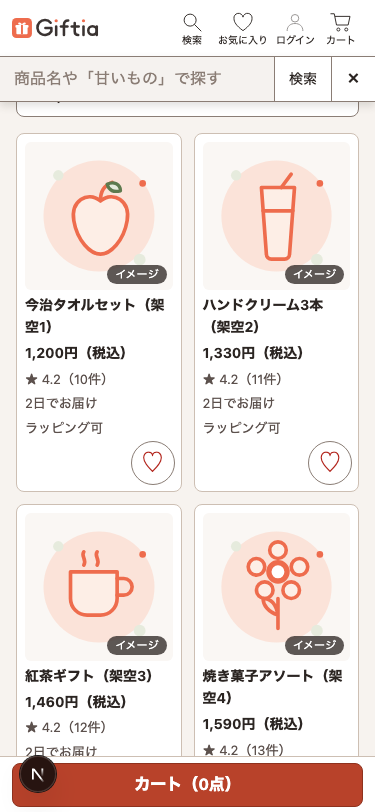 Giftia
検索
お気に入り
ログイン
カート
商品名や「甘いもの」で探す
検索
×
イメージ
今治タオルセット（架
空1）
1,200円（税込）
★ 4.2（10件）
2日でお届け
ラッピング可
イメージ
ハンドクリーム3本
（架空2）
1,330円（税込）
★ 4.2（11件）
2日でお届け
ラッピング可
イメージ
紅茶ギフト（架空3）
1,460円（税込）
★ 4.2（12件）
2日でお届け
イメージ
焼き菓子アソート（架
空4）
1,590円（税込）
★ 4.2（13件）
N
カート（0点）